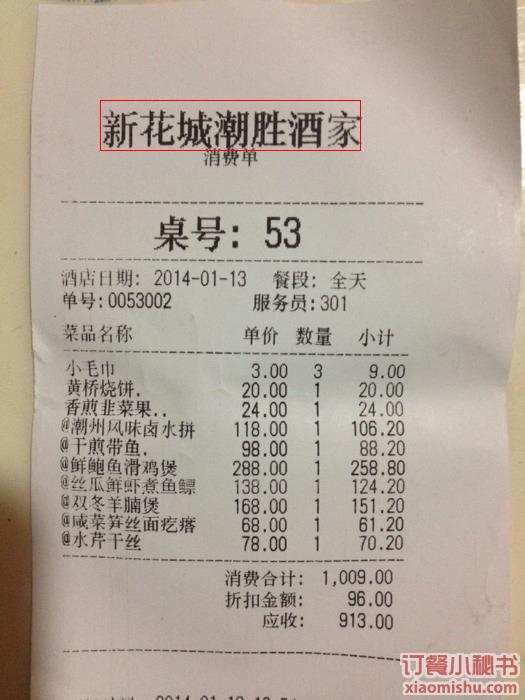 新花城潮胜酒家
消费单
桌号: 53
酒店日期: 2014-01-13 餐段: 全天
单号:0053002 服务员:301
菜品名称 单价 数量 小计
小毛巾 3.00 3 9.00
黄桥烧饼. 20.00 1 20.00
香煎韭菜果.. 24.00 1 24.00
@潮州风味卤水拼 118.00 1 106.20
@干煎带鱼. 98.00 1 88.20
@鲜鲍鱼滑鸡煲 288.00 1 258.80
@丝瓜鲜虾煮鱼鳔 138.00 1 124.20
@双冬羊腩煲 168.00 1 151.20
@咸菜笋丝面疙瘩 68.00 1 61.20
@水芹干丝 78.00 1 70.20
消费合计: 1,009.00
折扣金额: 96.00
应收: 913.00
订餐小秘书
xiaomishu.com